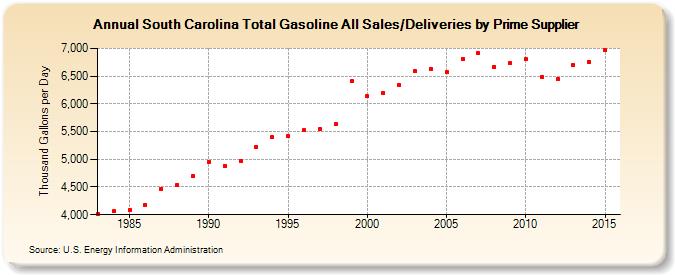 Annual South Carolina Total Gasoline All Sales/Deliveries by Prime Supplier
Thousand Gallons per Day
7,000
6,500
6,000
5,500
5,000
4,500
4,000
1985 1990 1995 2000 2005 2010 2015
Source: U.S. Energy Information Administration